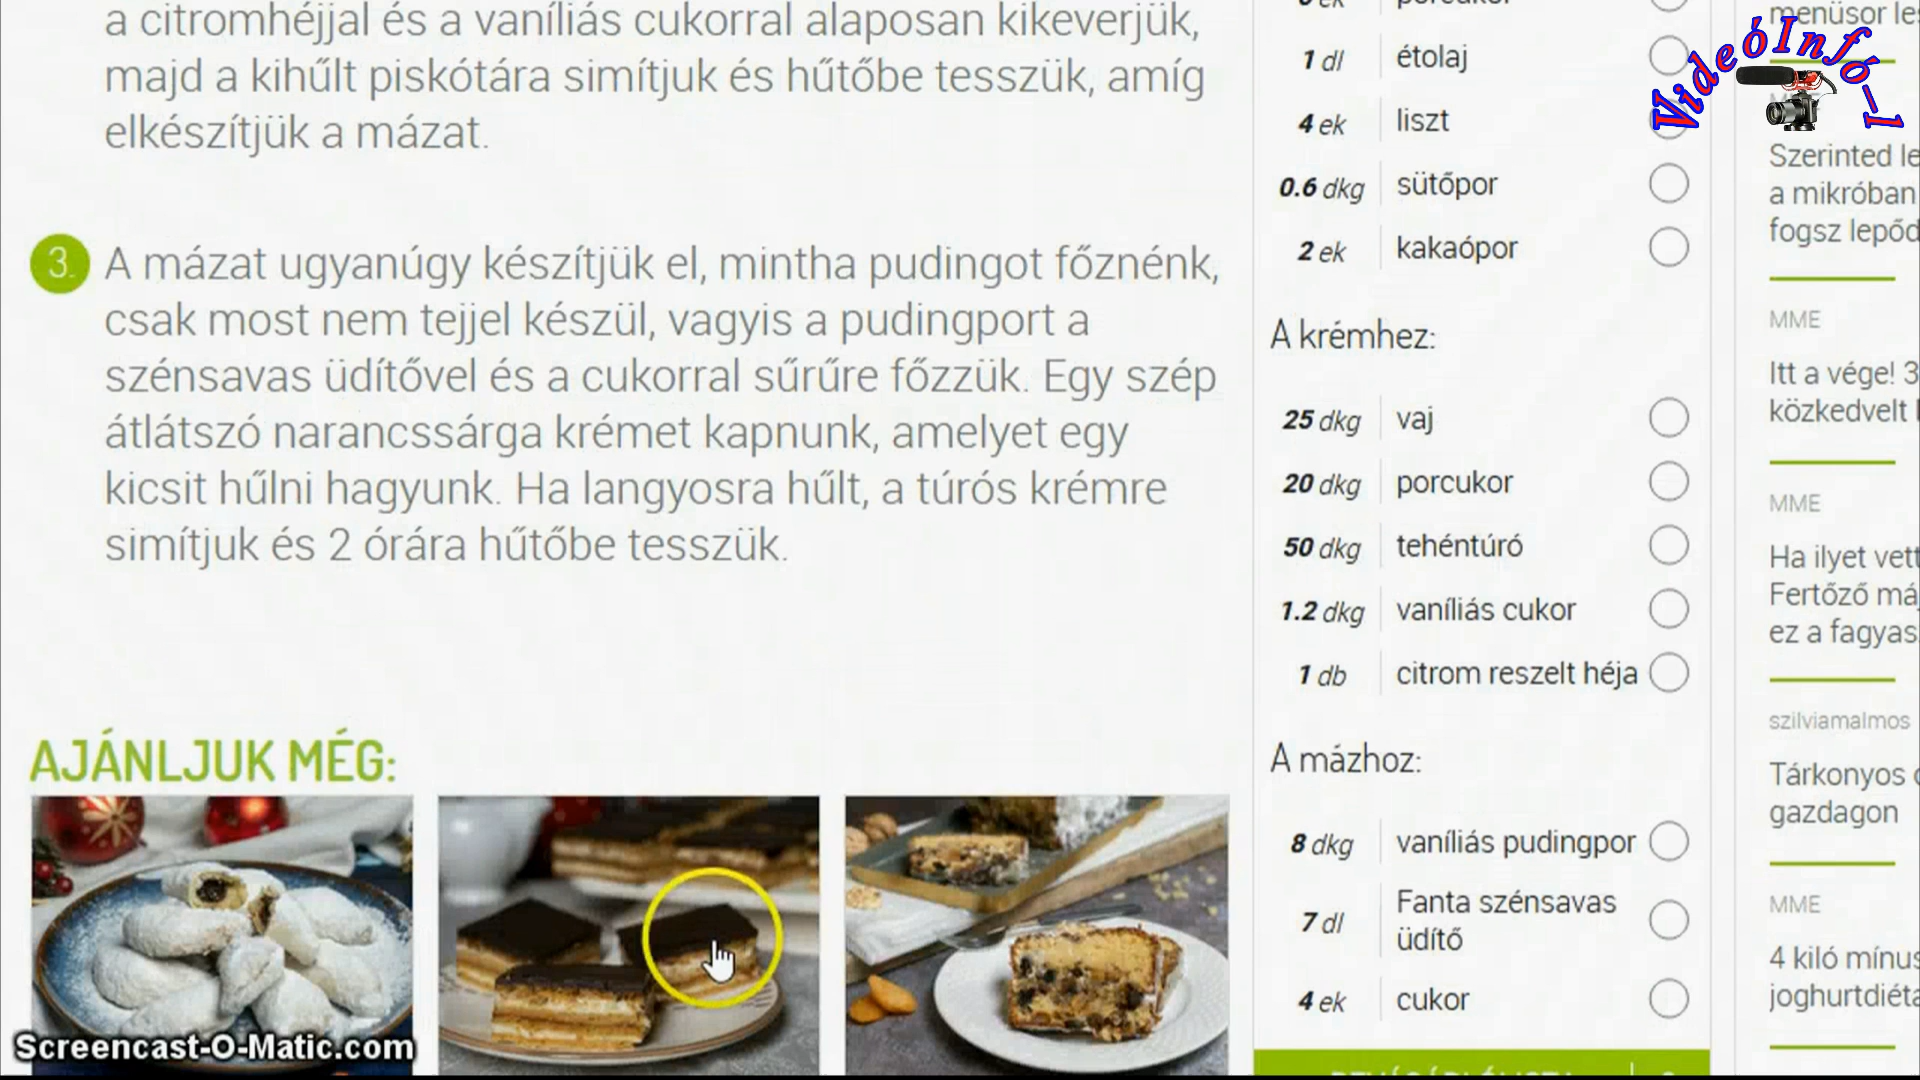 a citromhéjjal és a vaníliás cukorral alaposan kikeverjük,
majd a kihűlt piskótára simítjuk és hűtőbe tesszük, amíg
elkészítjük a mázat.
3.
A mázat ugyanúgy készítjük el, mintha pudingot főznénk,
csak most nem tejjel készül, vagyis a pudingport a
szénsavas üdítővel és a cukorral sűrűre főzzük. Egy szép
átlátszó narancssárga krémet kapnunk, amelyet egy
kicsit hűlni hagyunk. Ha langyosra hűlt, a túrós krémre
simítjuk és 2 órára hűtőbe tesszük.
AJÁNLJUK MÉG:
Screencast-O-Matic.com
1 dl étolaj
4 ek liszt
0.6 dkg sütőpor
2 ek kakaópor
A krémhez:
25 dkg vaj
20 dkg porcukor
50 dkg tehéntúró
1.2 dkg vaníliás cukor
1 db citrom reszelt héja
A mázhoz:
8 dkg vaníliás pudingpor
7 dl Fanta szénsavas
üdítő
4 ek cukor
menüsor
VideóInfó-1
Szerinted
a mikróban
fogsz
MME
Itt a vége! 3
közkedvelt
MME
Ha ilyet vett
Fertőző
ez a
szilviamalmos
Tárkonyos
gazdagon
MME
4 kiló